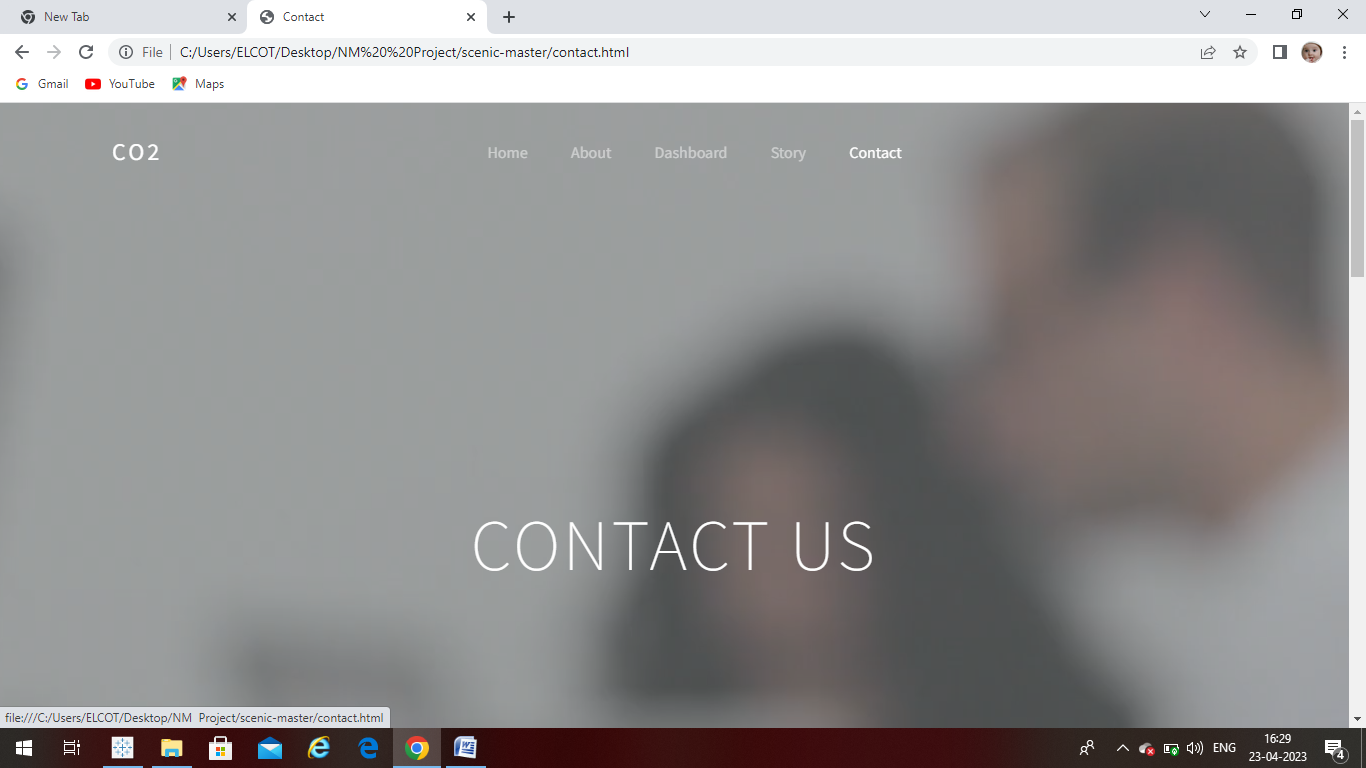 New Tab
Contact
File
C:/Users/ELCOT/Desktop/NM%20%20Project/scenic-master/contact.html
Gmail YouTube Maps
CO2 Home About Dashboard Story Contact
CONTACT US
file:///C:/Users/ELCOT/Desktop/NM  Project/scenic-master/contact.html
ENG
16:29
23-04-2023
4